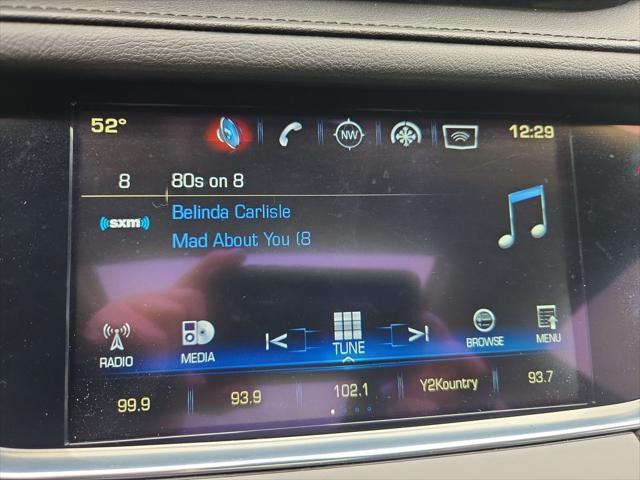 52°
NW
12:29
8 80s on 8
((sxm)) Belinda Carlisle
Mad About You (8
RADIO MEDIA TUNE BROWSE MENU
99.9 93.9 102.1 Y2Kountry 93.7